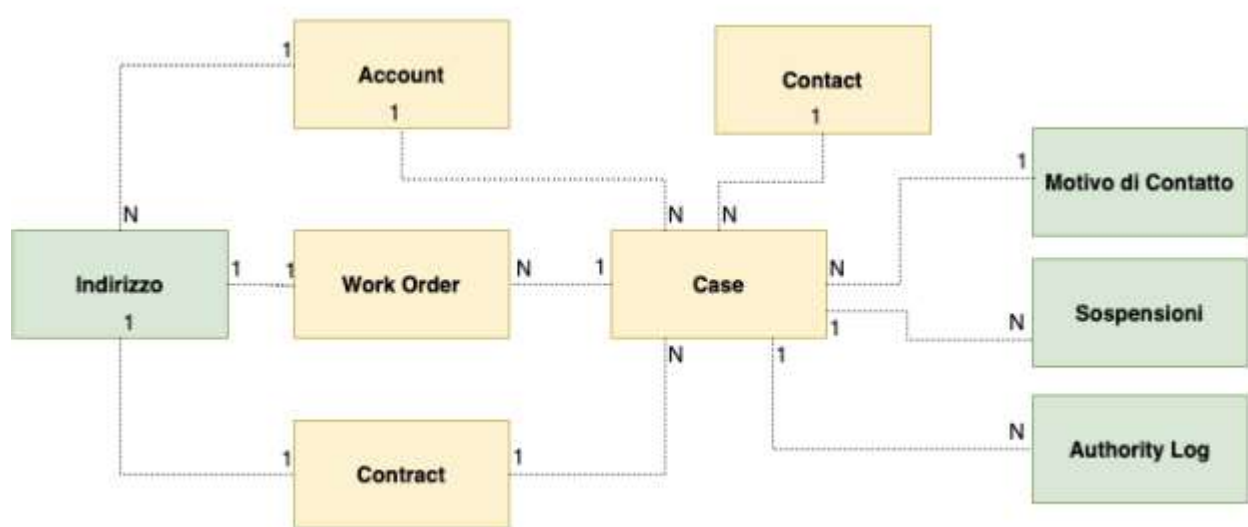 1
Account
1
Contact
1
1
Motivo di Contatto
N
N
N
Indirizzo
1
1
1
Work Order
N
1
Case
N
1
N
1
N
Sospensioni
1
Contract
1
N
Authority Log